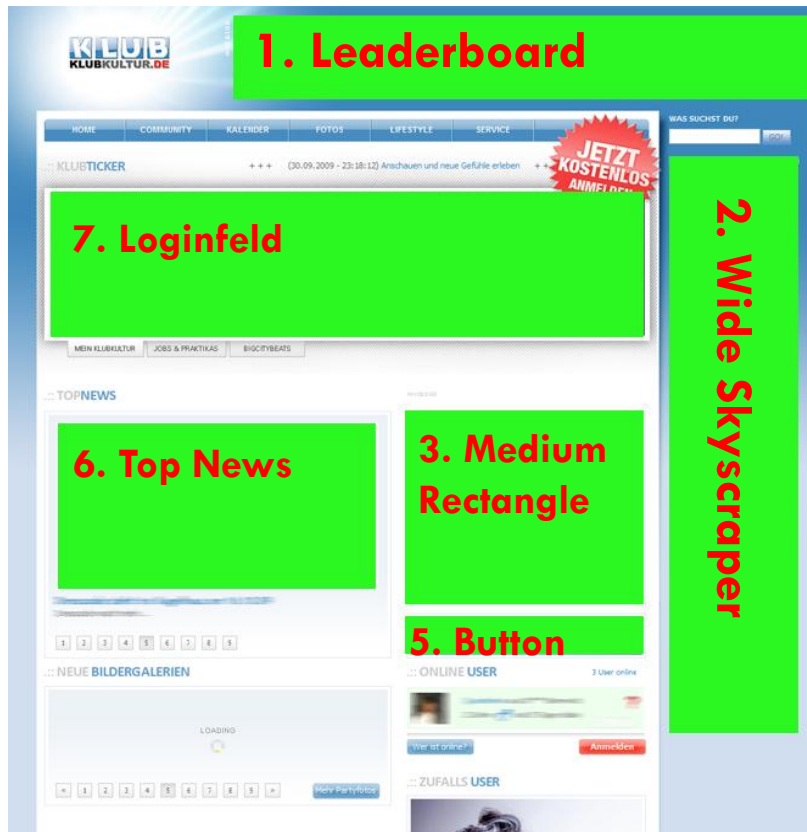 KLUB
KLUBKULTUR.DE
1. Leaderboard
WAS SUCHST DU?
GO!
HOME COMMUNITY KALENDER FOTOS LIFESTYLE SERVICE
JETZT
KOSTENLOS
ANMELDEN
.:: KLUBTICKER
+ + + (30.09.2009 - 23:18:12) Anschauen und neue Gefühle erleben + +
7. Loginfeld
2. Wide Skyscraper
MEIN KLUBKULTUR JOBS & PRAKTIKAS BIGCITYBEATS
.:: TOPNEWS
6. Top News
3. Medium
Rectangle
1 2 3 4 5 6 7 8 9
5. Button
.:: NEUE BILDERGALERIEN
.:: ONLINE USER
3 User online
LOADING
Wer ist online?
Anmelden
« 1 2 3 4 5 6 7 8 9 »
Mehr Partyfotos
.:: ZUFALLS USER